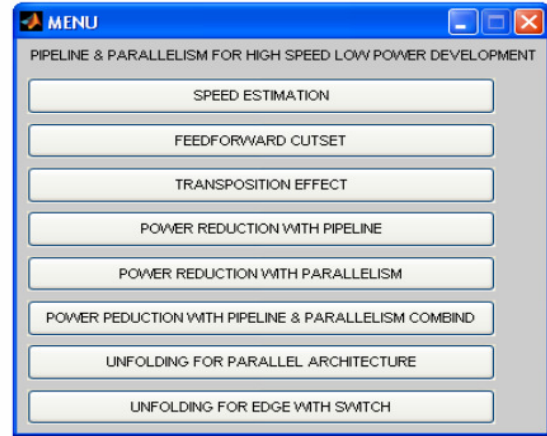 MENU
PIPELINE & PARALLELISM FOR HIGH SPEED LOW POWER DEVELOPMENT
SPEED ESTIMATION
FEEDFORWARD CUTSET
TRANSPOSITION EFFECT
POWER REDUCTION WITH PIPELINE
POWER REDUCTION WITH PARALLELISM
POWER PEDUCTION WITH PIPELINE & PARALLELISM COMBIND
UNFOLDING FOR PARALLEL ARCHITECTURE
UNFOLDING FOR EDGE WITH SWITCH